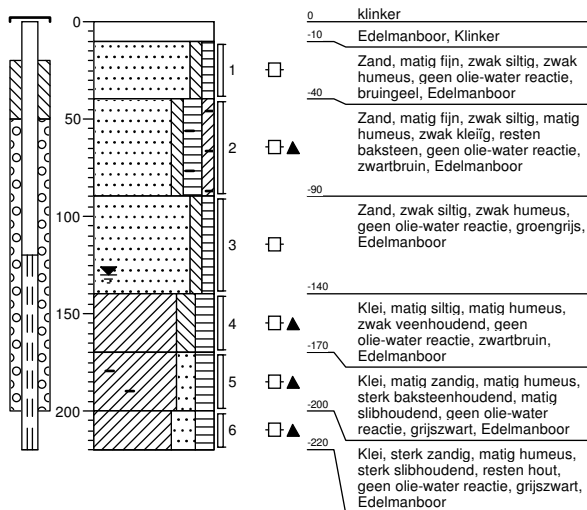 0
50
100
150
200
1
2
3
4
5
6
0
klinker
-10
Edelmanboor, Klinker
Zand, matig fijn, zwak siltig, zwak
humeus, geen olie-water reactie,
bruingeel, Edelmanboor
-40
Zand, matig fijn, zwak siltig, matig
humeus, zwak kleiïg, resten
baksteen, geen olie-water reactie,
zwartbruin, Edelmanboor
-90
Zand, zwak siltig, zwak humeus,
geen olie-water reactie, groengrijs,
Edelmanboor
-140
Klei, matig siltig, matig humeus,
zwak veenhoudend, geen
olie-water reactie, zwartbruin,
Edelmanboor
-170
Klei, matig zandig, matig humeus,
sterk baksteenhoudend, matig
slibhoudend, geen olie-water
reactie, grijszwart, Edelmanboor
-200
Klei, sterk zandig, matig humeus,
sterk slibhoudend, resten hout,
geen olie-water reactie, grijszwart,
Edelmanboor
-220